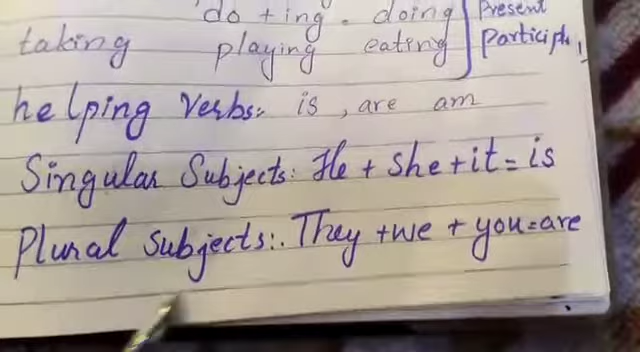 do + ing = doing Present
taking playing eating Participle
helping Verbs:- is, are am
Singular Subjects: He + she + it = is
Plural subjects:. They + we + you = are